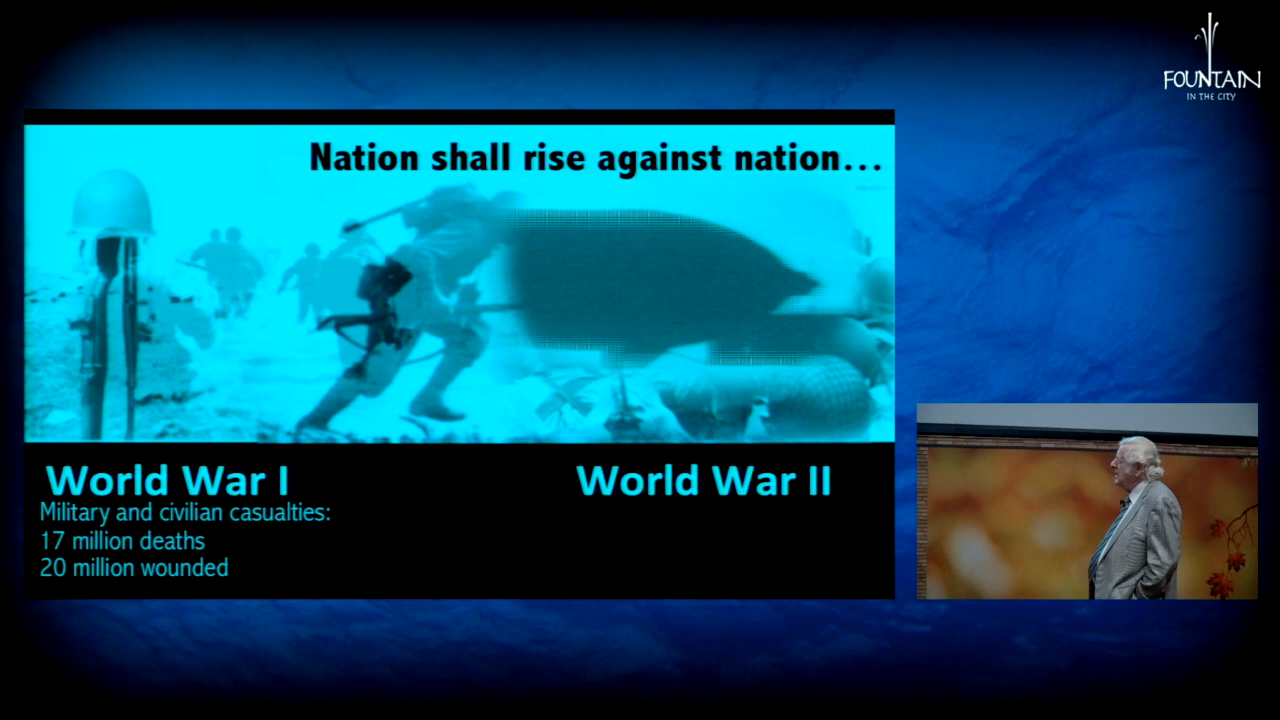 FOUNTAIN
IN THE CITY
Nation shall rise against nation...
World War I
World War II
Military and civilian casualties:
17 million deaths
20 million wounded